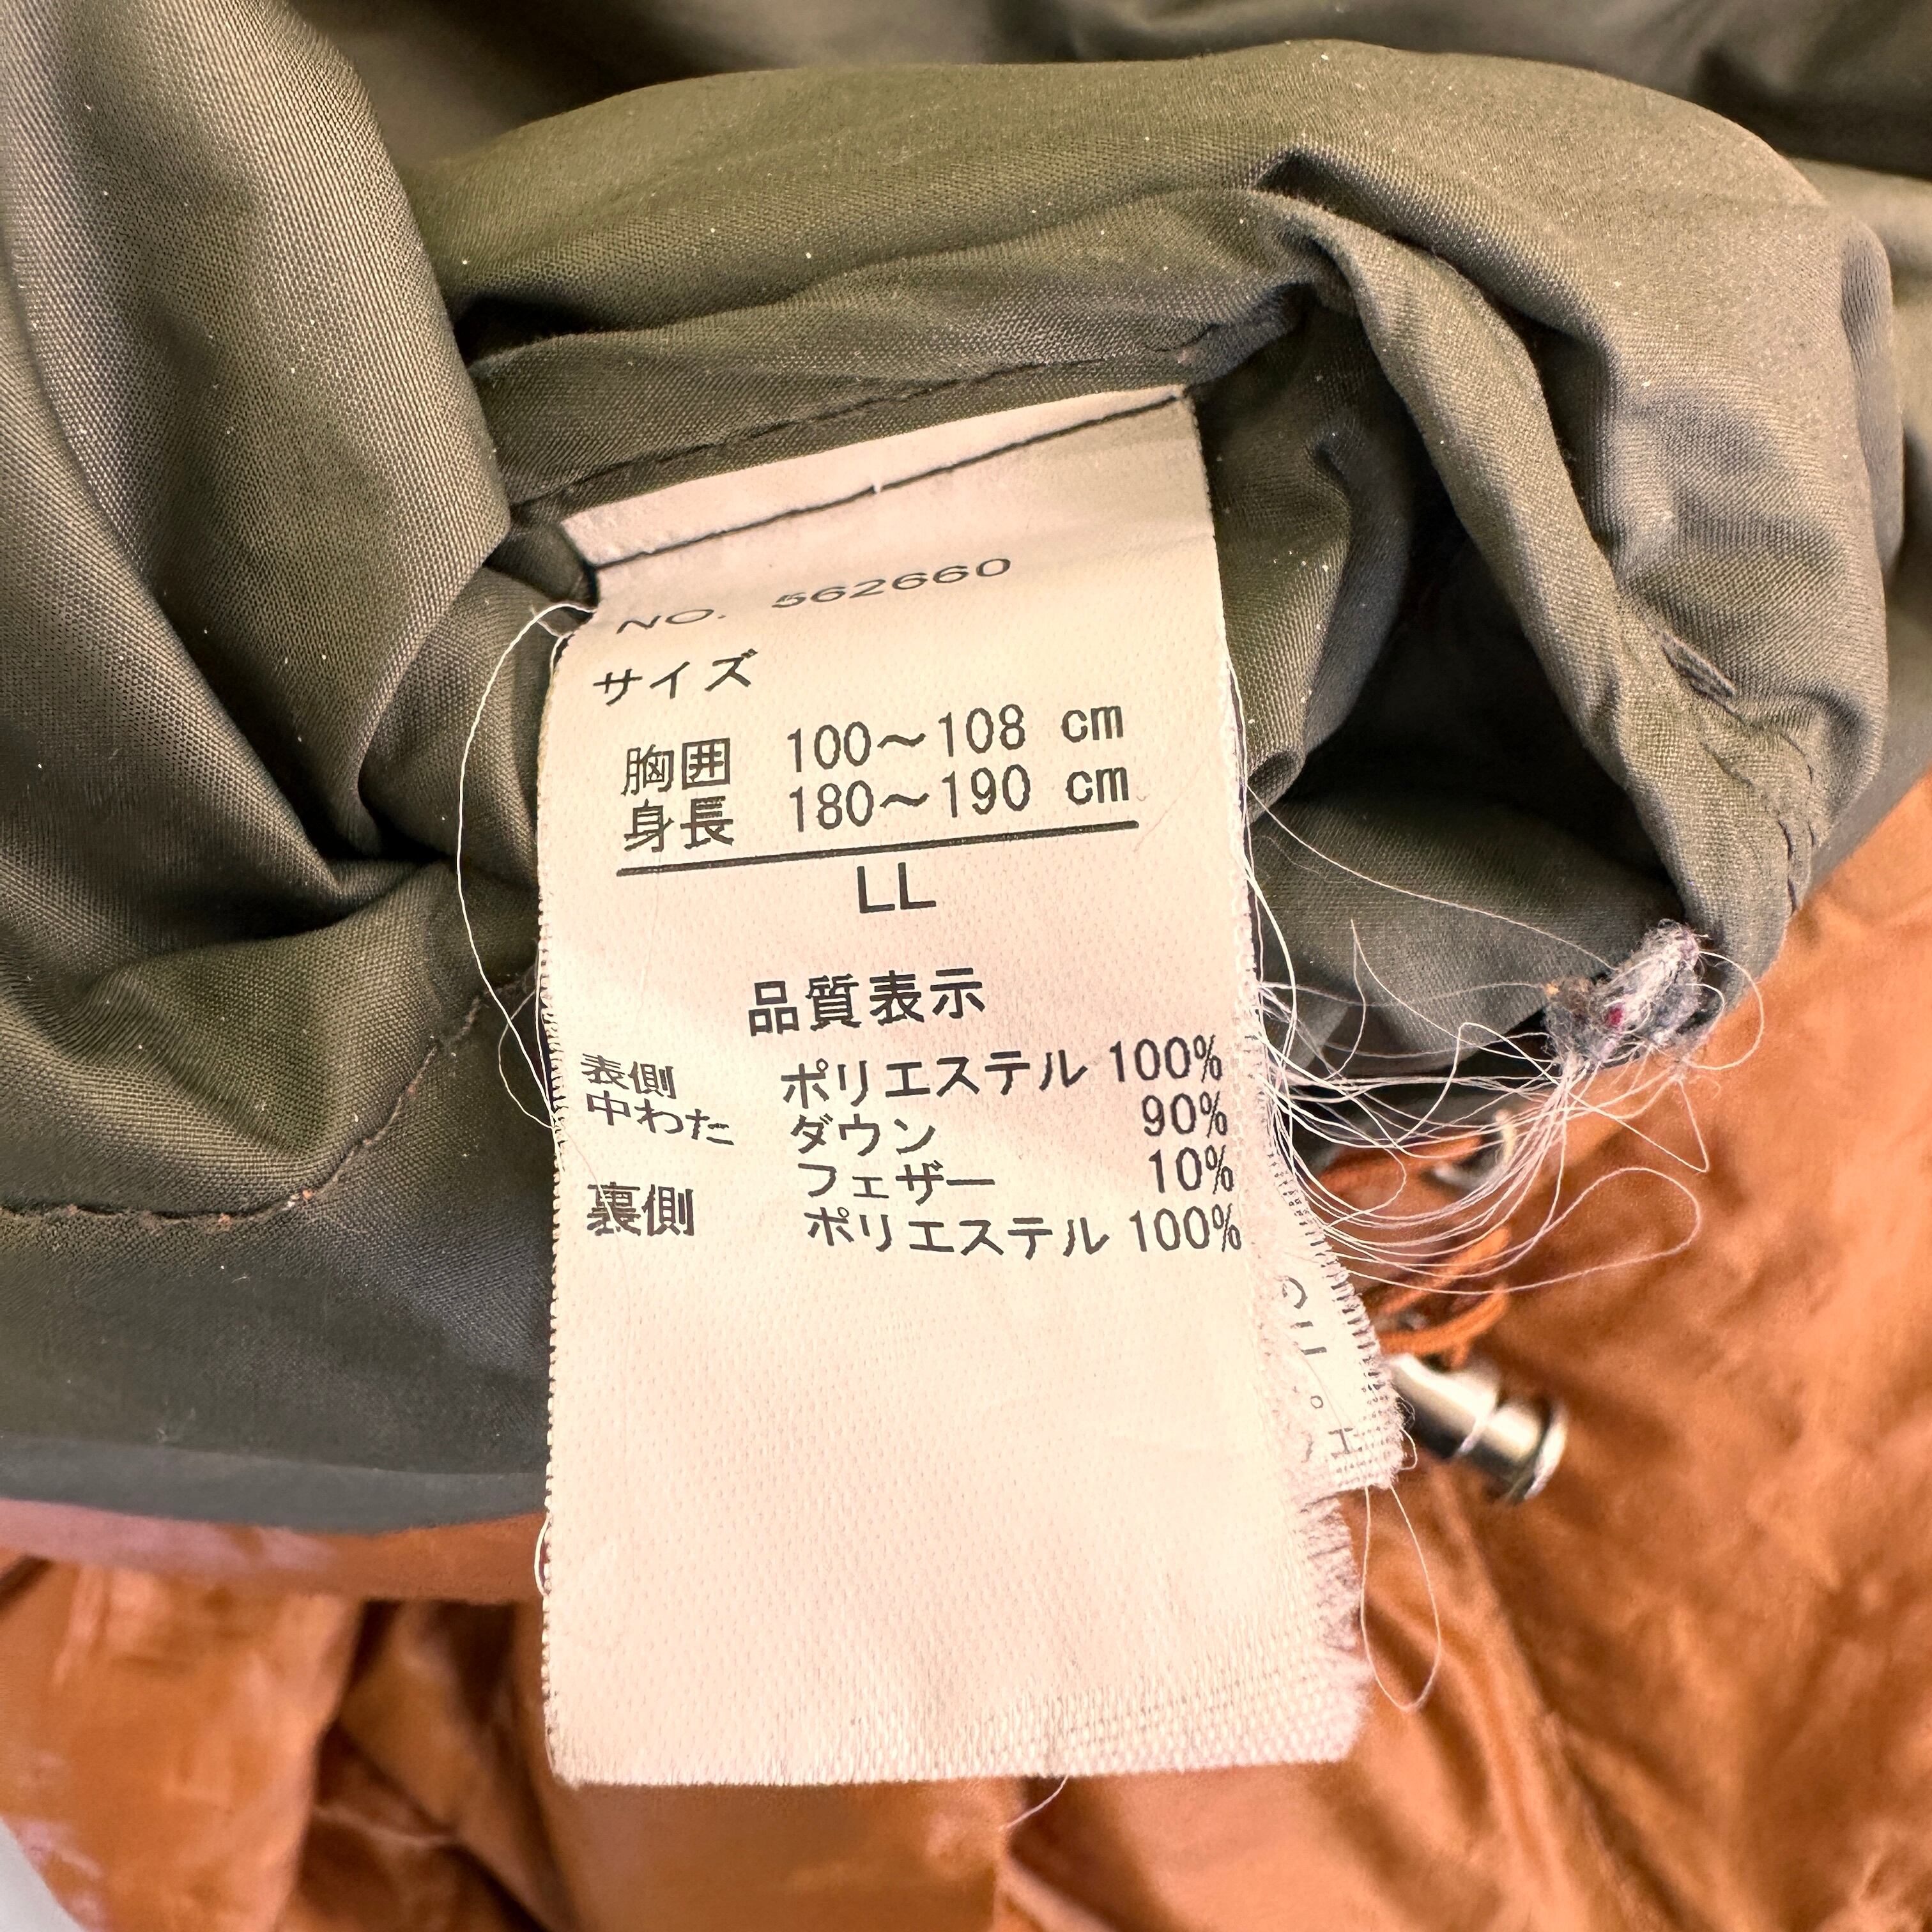 NO. 562660
サイズ
胸囲 100～108 cm
身長 180～190 cm
LL
品質表示
表側 ポリエステル 100%
中わた ダウン 90%
フェザー 10%
裏側 ポリエステル 100%